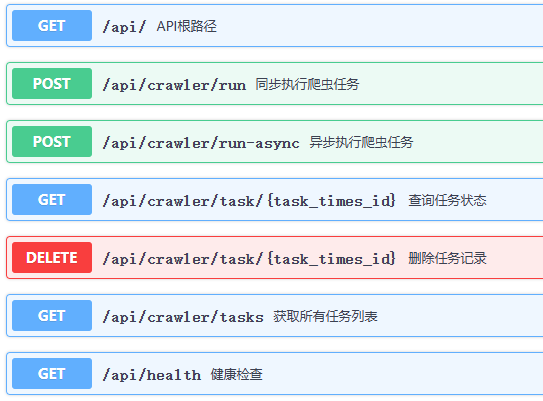 GET /api/ API根路径
POST /api/crawler/run 同步执行爬虫任务
POST /api/crawler/run-async 异步执行爬虫任务
GET /api/crawler/task/{task_times_id} 查询任务状态
DELETE /api/crawler/task/{task_times_id} 删除任务记录
GET /api/crawler/tasks 获取所有任务列表
GET /api/health 健康检查